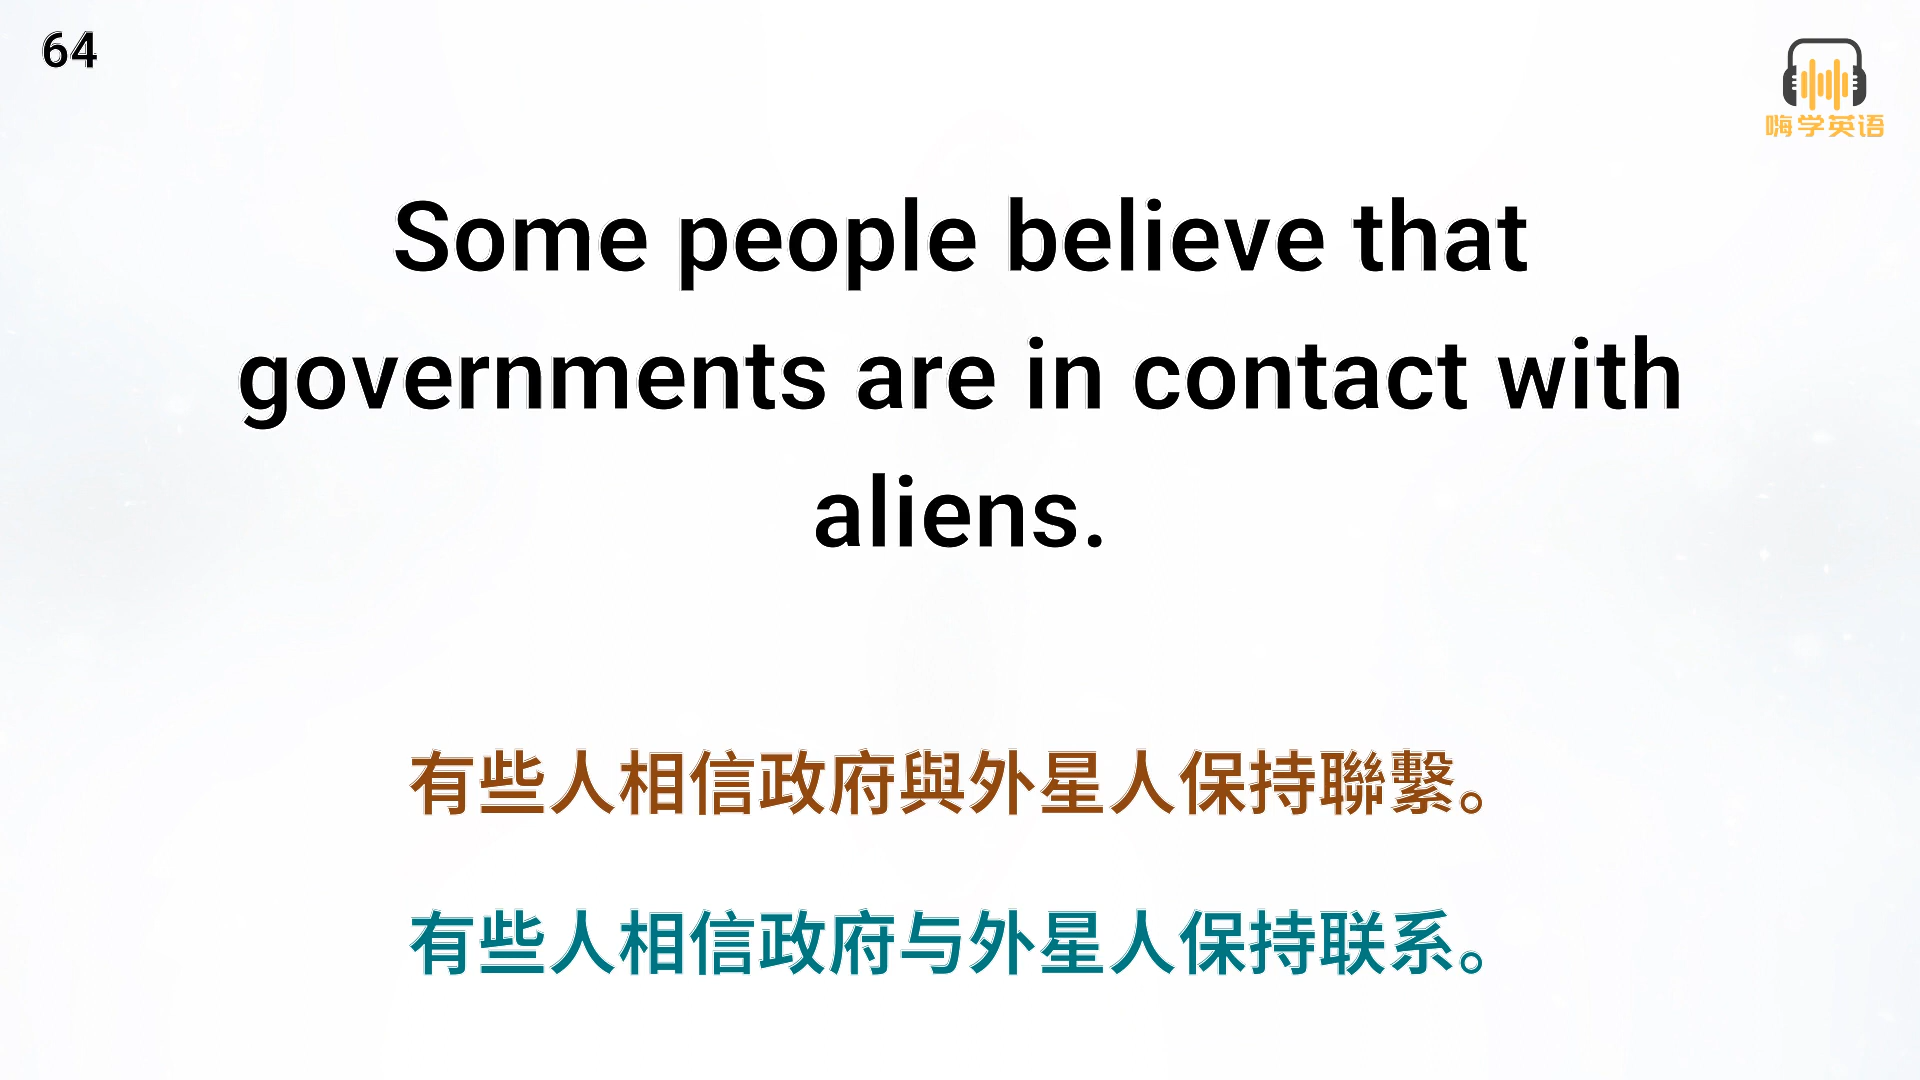 64
嗨学英语
Some people believe that
governments are in contact with
aliens.
有些人相信政府與外星人保持聯繫。
有些人相信政府与外星人保持联系。